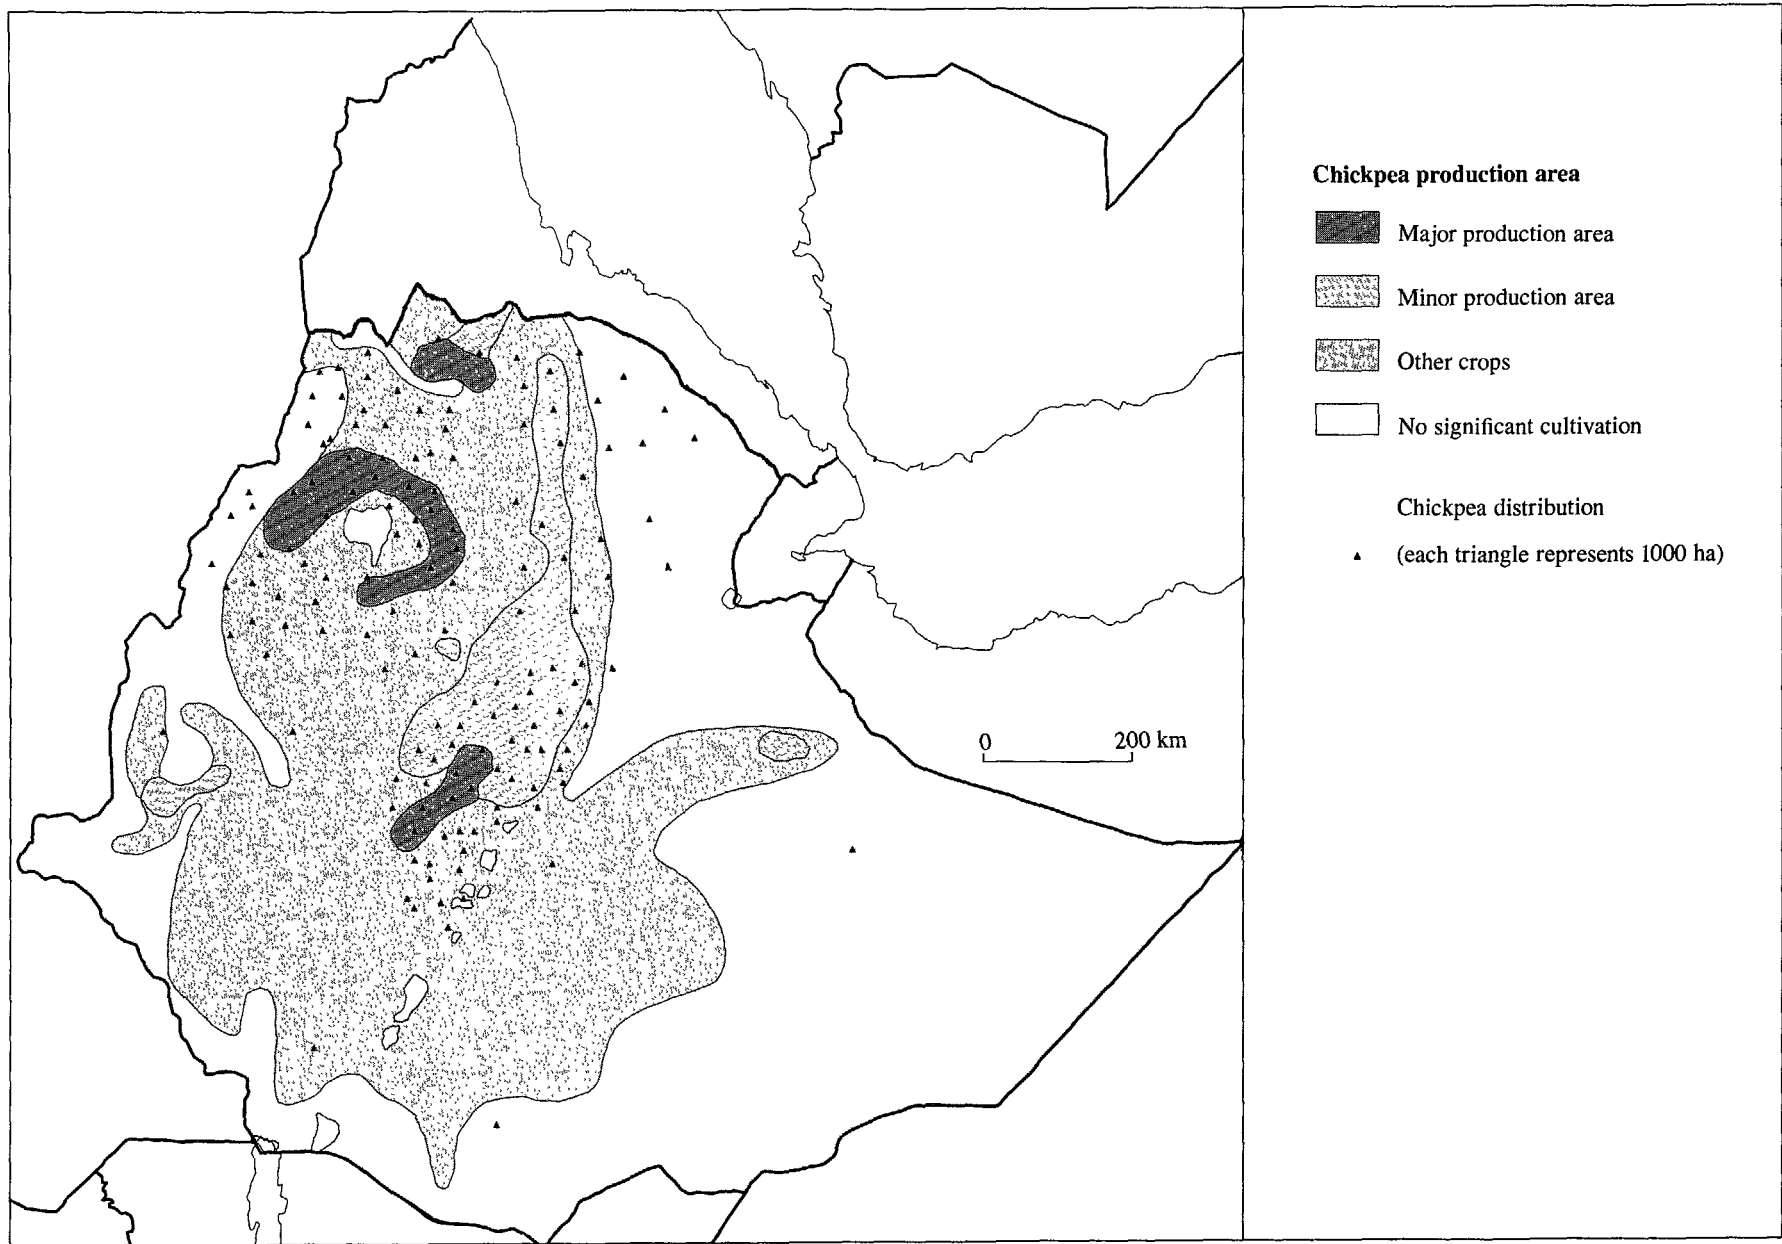 Chickpea production area
Major production area
Minor production area
Other crops
No significant cultivation
Chickpea distribution
(each triangle represents 1000 ha)
0 200 km